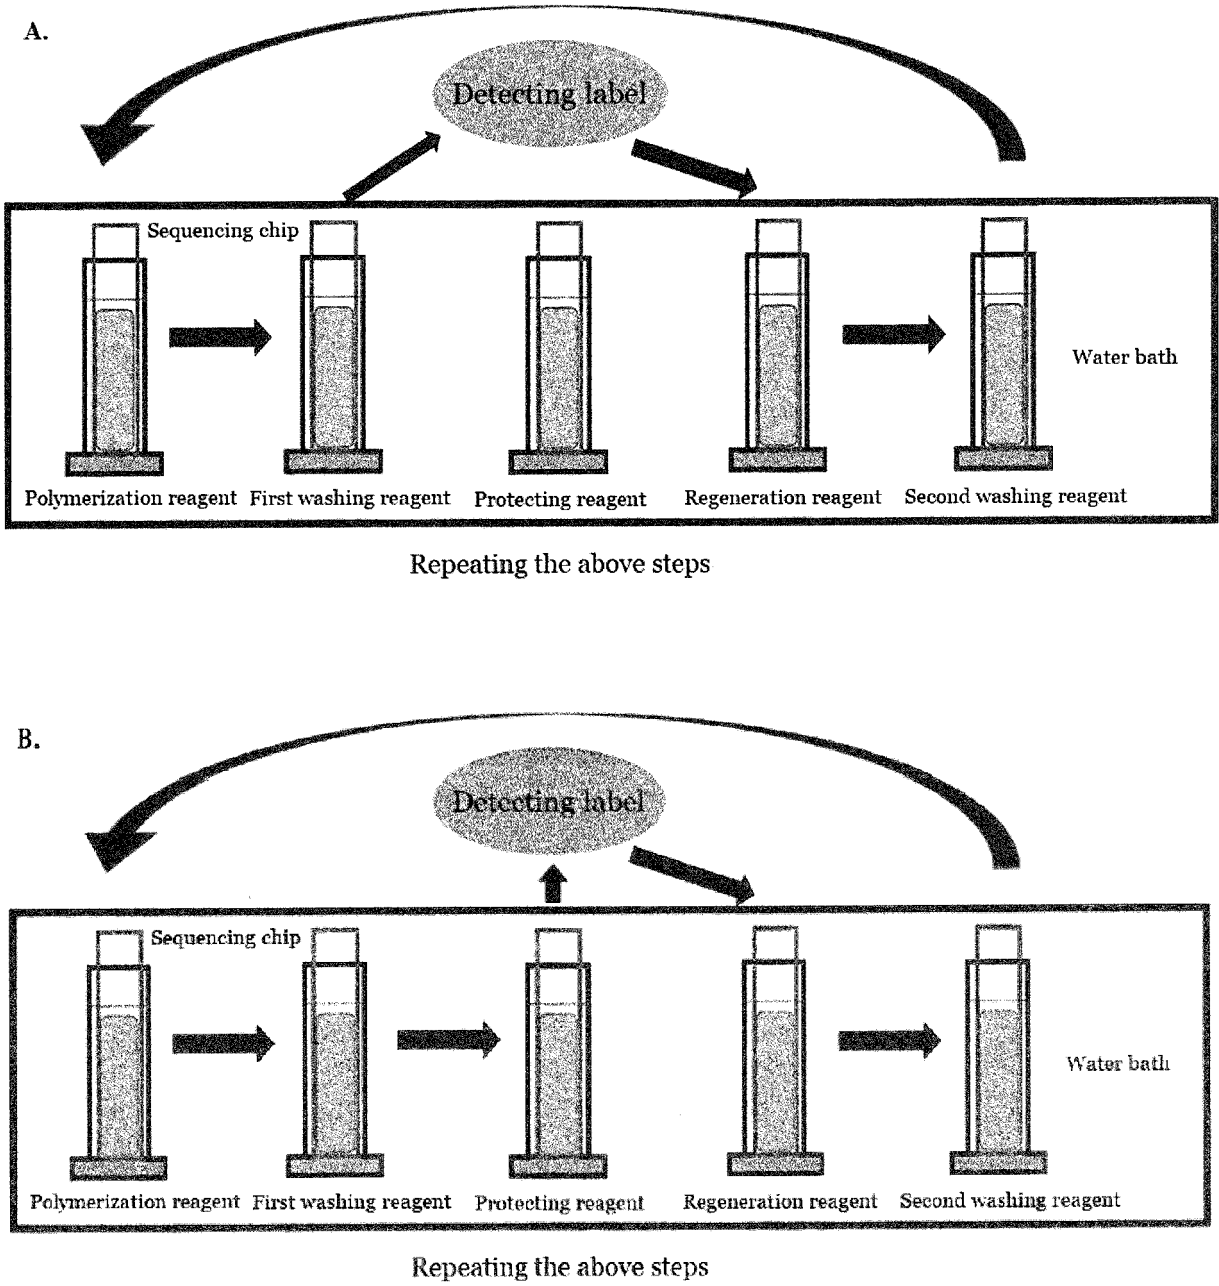 A.
Detecting label
Sequencing chip
Water bath
Polymerization reagent First washing reagent Protecting reagent Regeneration reagent Second washing reagent
Repeating the above steps
B.
Detecting label
Sequencing chip
Water bath
Polymerization reagent First washing reagent Protecting reagent Regeneration reagent Second washing reagent
Repeating the above steps